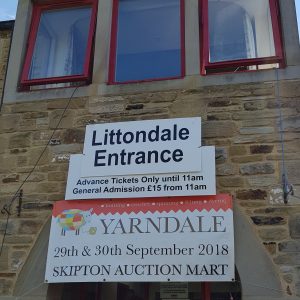 Littondale
Entrance
Advance Tickets Only until 11am
General Admission £15 from 11am
YARNDALE
29th & 30th September 2018
SKIPTON AUCTION MART